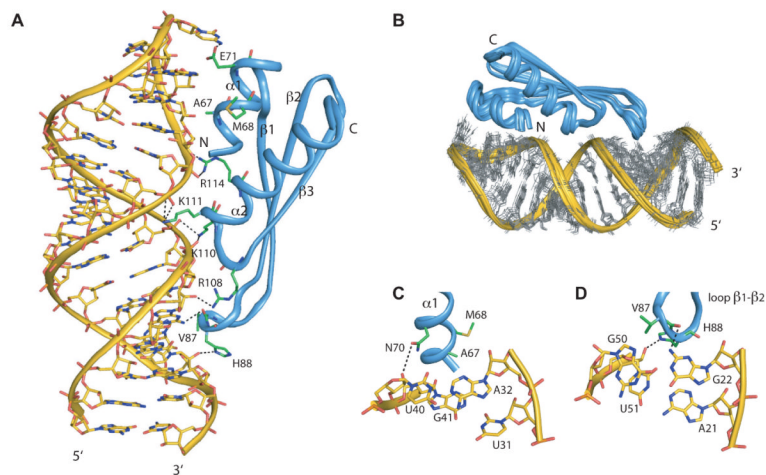 A
E71
α1
β2
A67
M68
β1
N
C
R114
β3
K111
α2
K110
R108
V87
H88
5‘
3‘
B
C
N
3‘
5‘
C
α1
M68
N70
A67
A32
U40
G41
U31
D
loop β1-β2
V87
H88
G50
G22
U51
A21